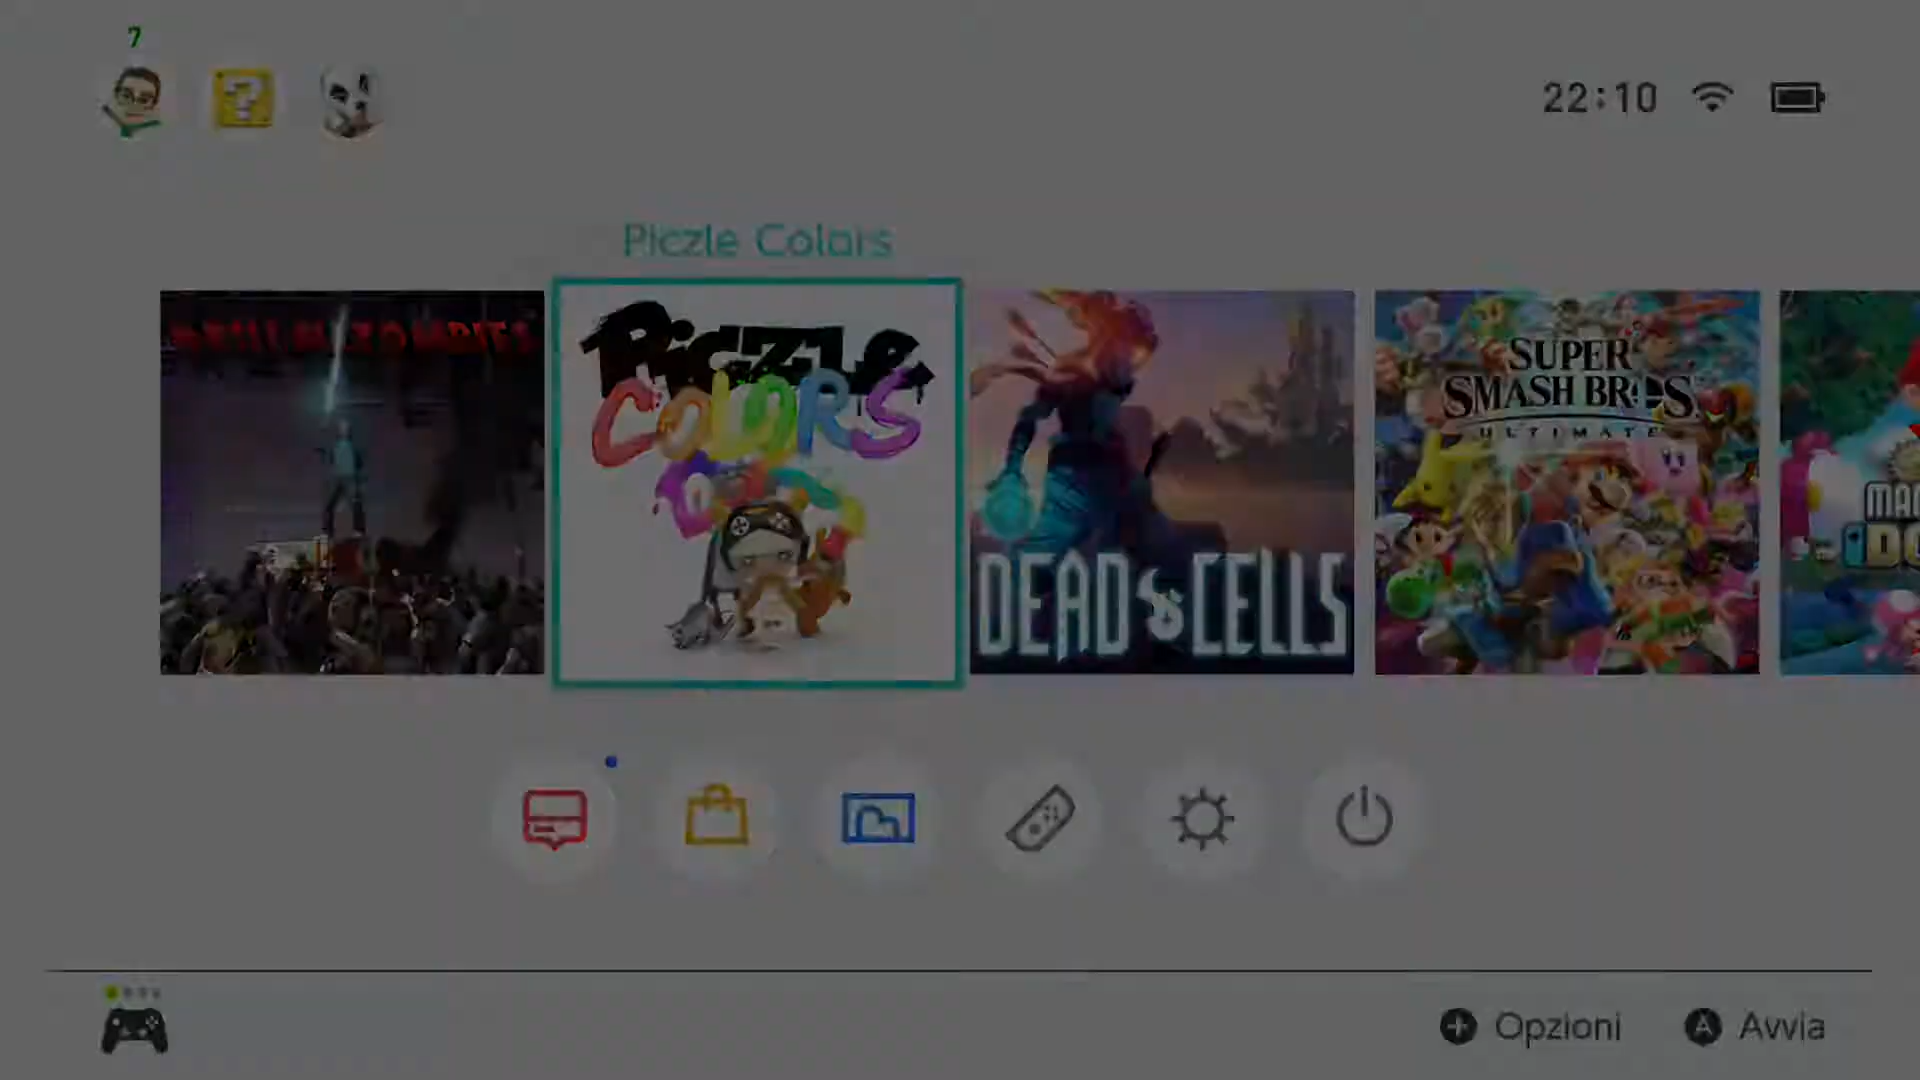 7
22:10
Piczle Colors
PiCZLE
COLORS
DEAD CELLS
SUPER
SMASH BROS.
ULTIMATE
Opzioni
A
Avvia